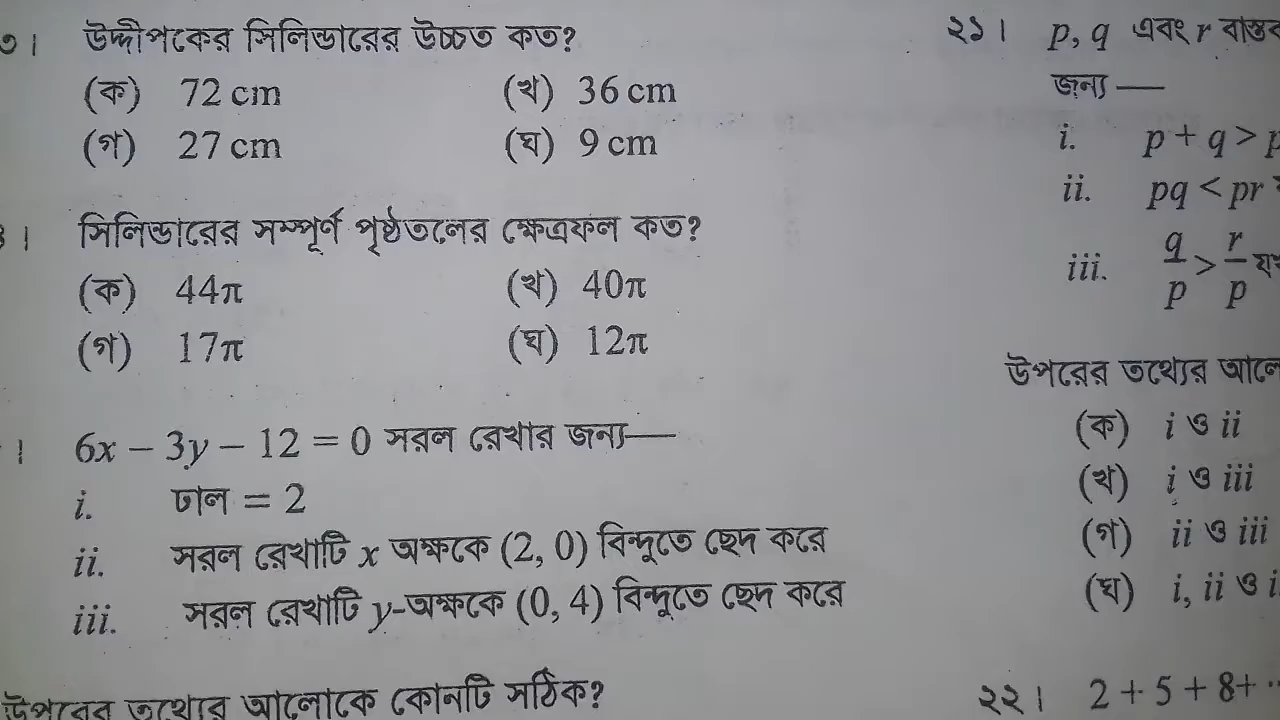 ৩। উদ্দীপকের সিলিন্ডারের উচ্চত কত?
(ক) 72 cm (খ) 36 cm
(গ) 27 cm (ঘ) 9 cm
। সিলিন্ডারের সম্পূর্ণ পৃষ্ঠতলের ক্ষেত্রফল কত?
(ক) 44π (খ) 40π
(গ) 17π (ঘ) 12π
। 6x – 3y – 12 = 0 সরল রেখার জন্য—
i. ঢাল = 2
ii. সরল রেখাটি x অক্ষকে (2, 0) বিন্দুতে ছেদ করে
iii. সরল রেখাটি y-অক্ষকে (0, 4) বিন্দুতে ছেদ করে
উপরের তথ্যের আলোকে কোনটি সঠিক?
২১। p, q এবং r বাস্তব
জন্য —
i. p + q > p
ii. pq < pr
iii. q/p > r/p
উপরের তথ্যের আলো
(ক) i ও ii
(খ) i ও iii
(গ) ii ও iii
(ঘ) i, ii ও i
২২। 2 + 5 + 8+